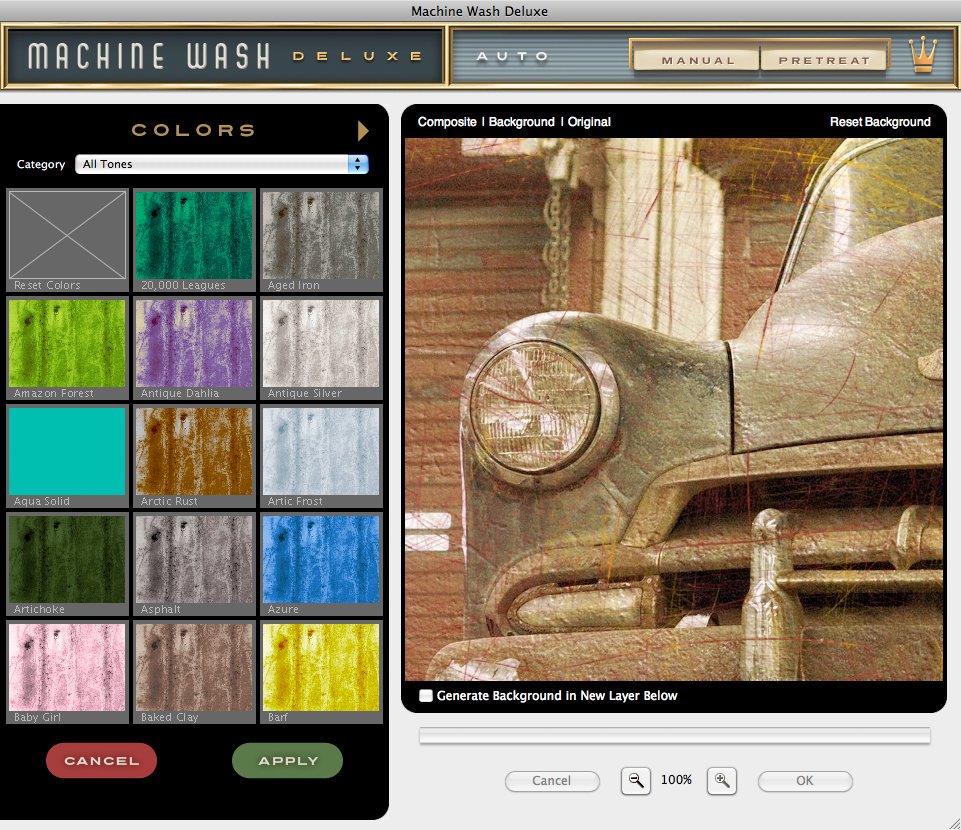 Machine Wash Deluxe
MACHINE WASH DELUXE
AUTO
MANUAL
PRETREAT
COLORS
Category
All Tones
Reset Colors
20,000 Leagues
Aged Iron
Amazon Forest
Antique Dahlia
Antique Silver
Aqua Solid
Arctic Rust
Artic Frost
Artichoke
Asphalt
Azure
Baby Girl
Baked Clay
Barf
CANCEL
APPLY
Composite | Background | Original
Reset Background
Generate Background in New Layer Below
Cancel
100%
OK